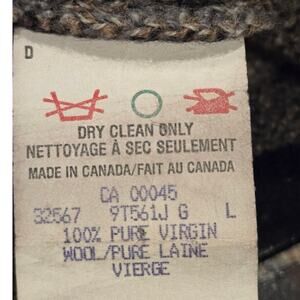 D
DRY CLEAN ONLY
NETTOYAGE À SEC SEULEMENT
MADE IN CANADA/FAIT AU CANADA
CA 00045
32567 9T561J G L
100% PURE VIRGIN
WOOL/PURE LAINE
VIERGE